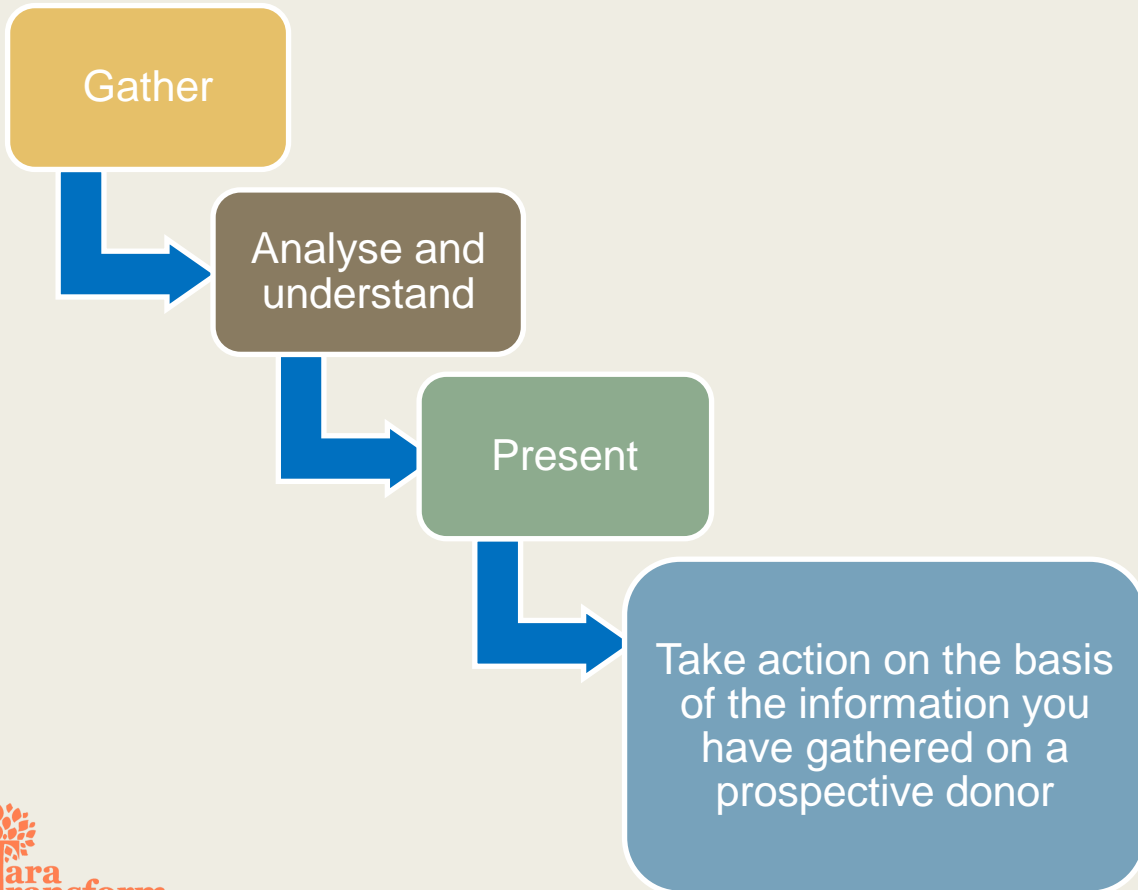 Gather
Analyse and
understand
Present
Take action on the basis
of the information you
have gathered on a
prospective donor